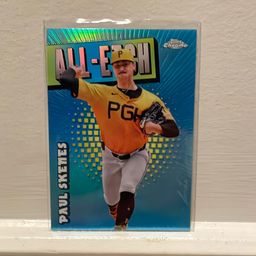 Topps
Chrome
ALL-ETCH
P
PGH
PAUL SKENES